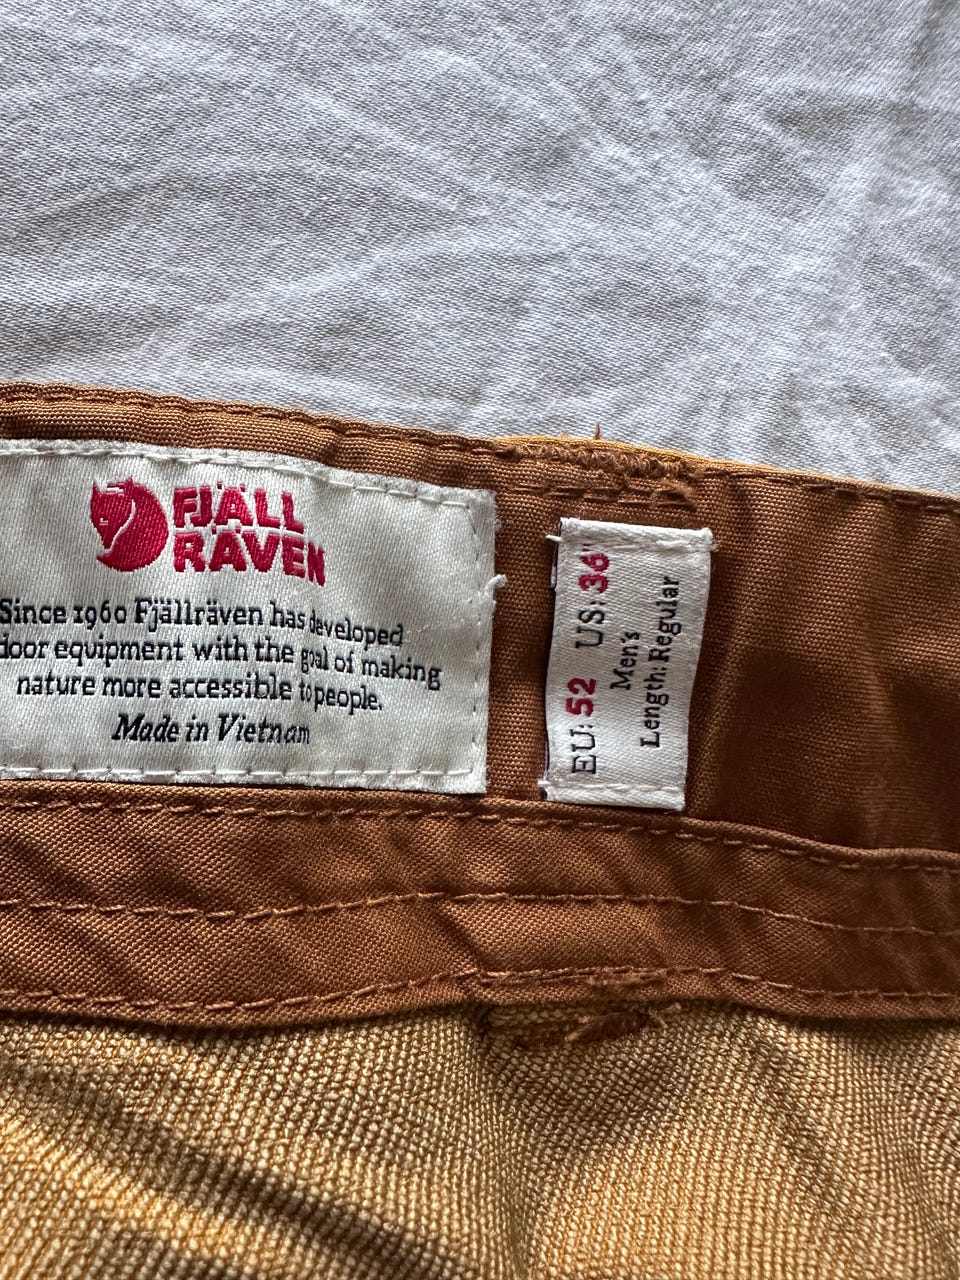 FJÄLL
RÄVEN
Since 1960 Fjällräven has developed
door equipment with the goal of making
nature more accessible to people.
Made in Vietnam
EU: 52 US: 36"
Men's
Length: Regular